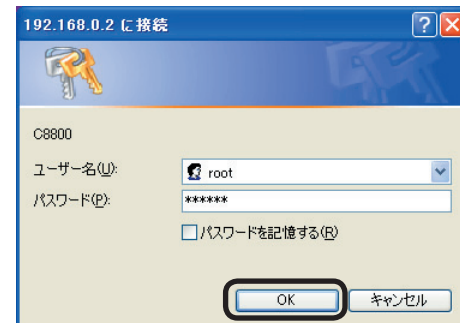 192.168.0.2 に接続
C8800
ユーザー名(U):
root
パスワード(P):
******
パスワードを記憶する(R)
OK
キャンセル